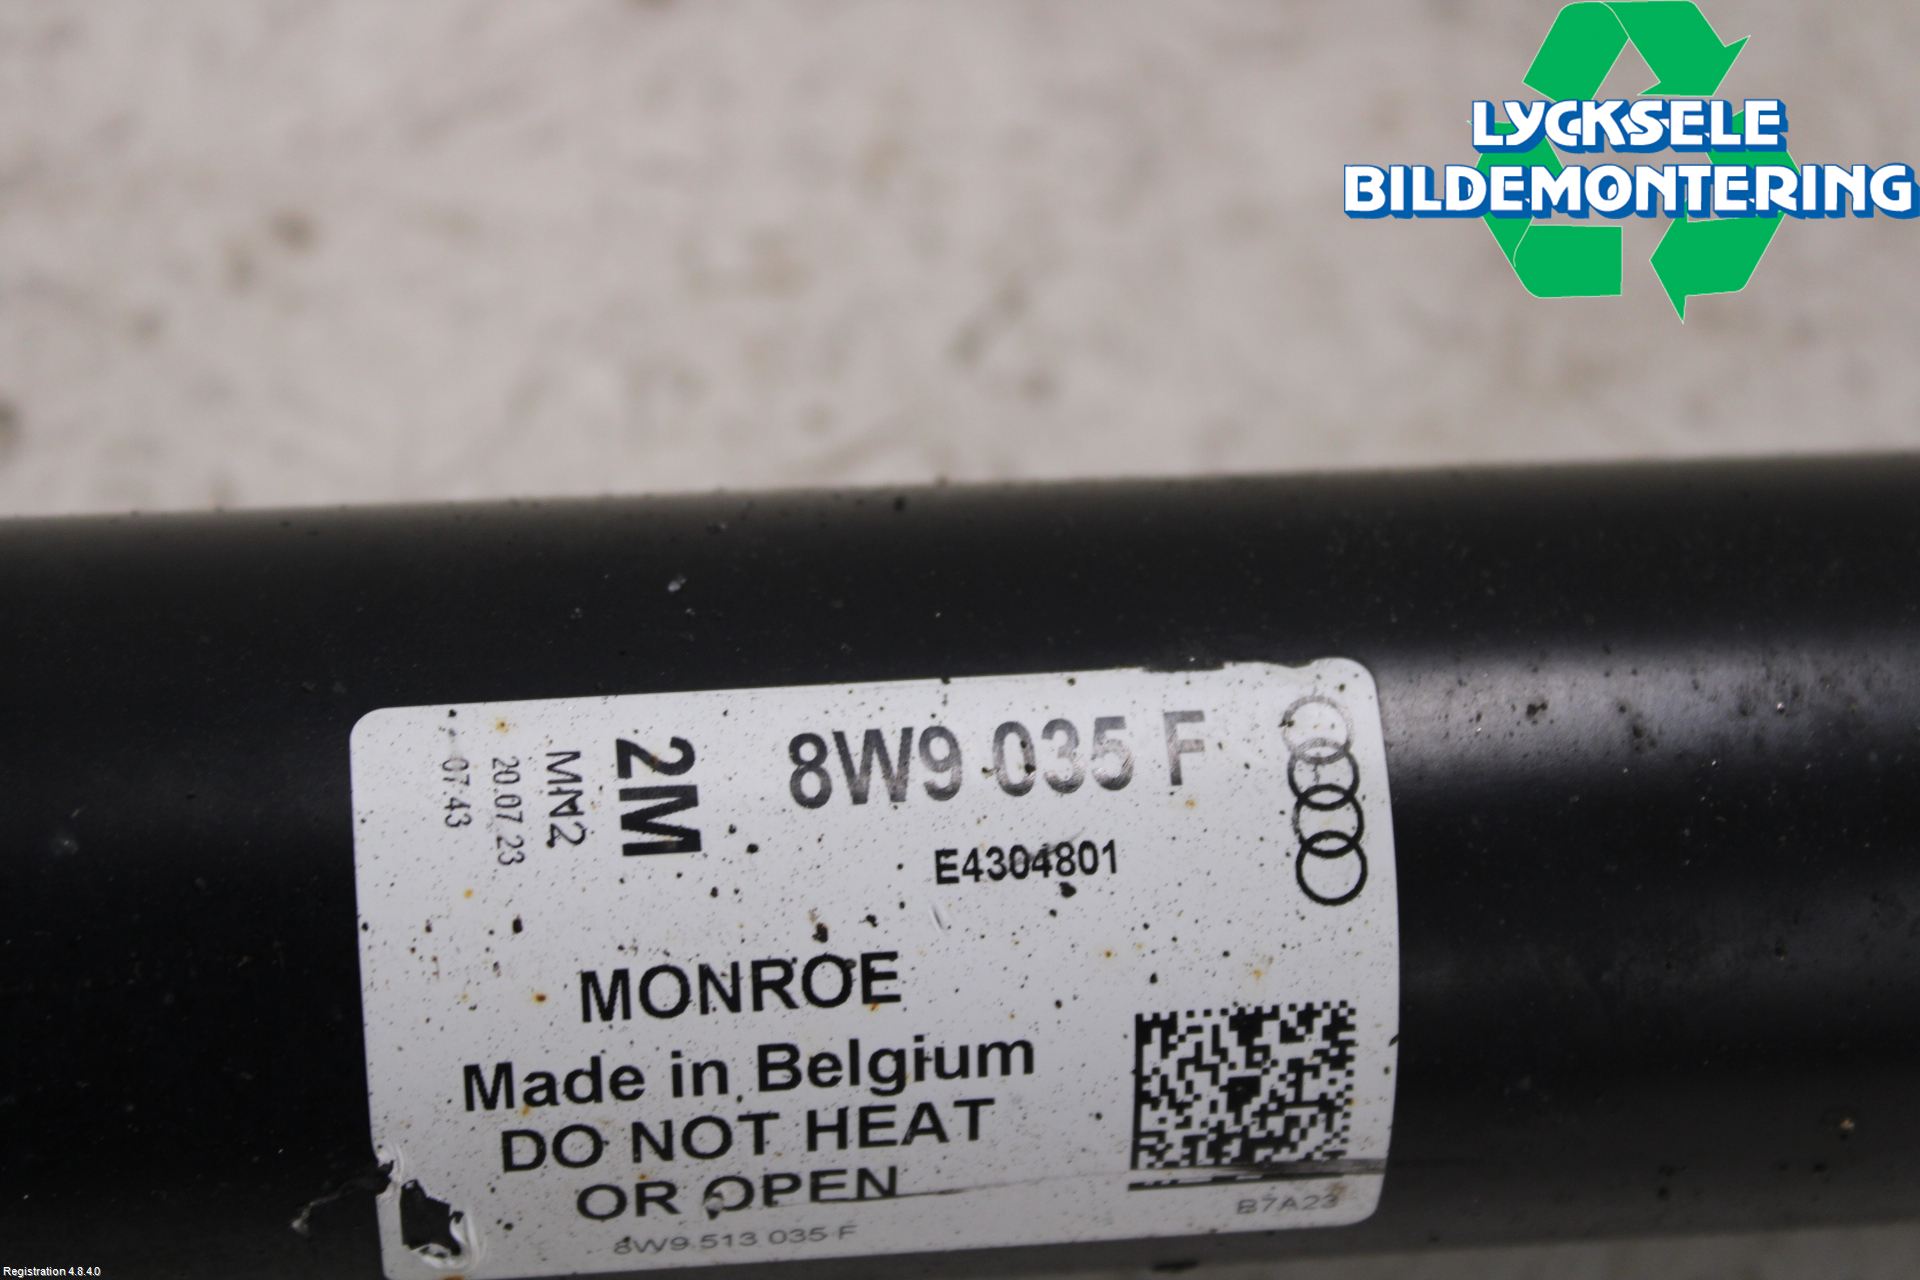 LYCKSELE
BILDEMONTERING
8W9 035 F
2M
MA2
20.07.23
07:43
E4304801
MONROE
Made in Belgium
DO NOT HEAT
OR OPEN
8W9 513 035 F
B7A23
Registration 4.8.4.0